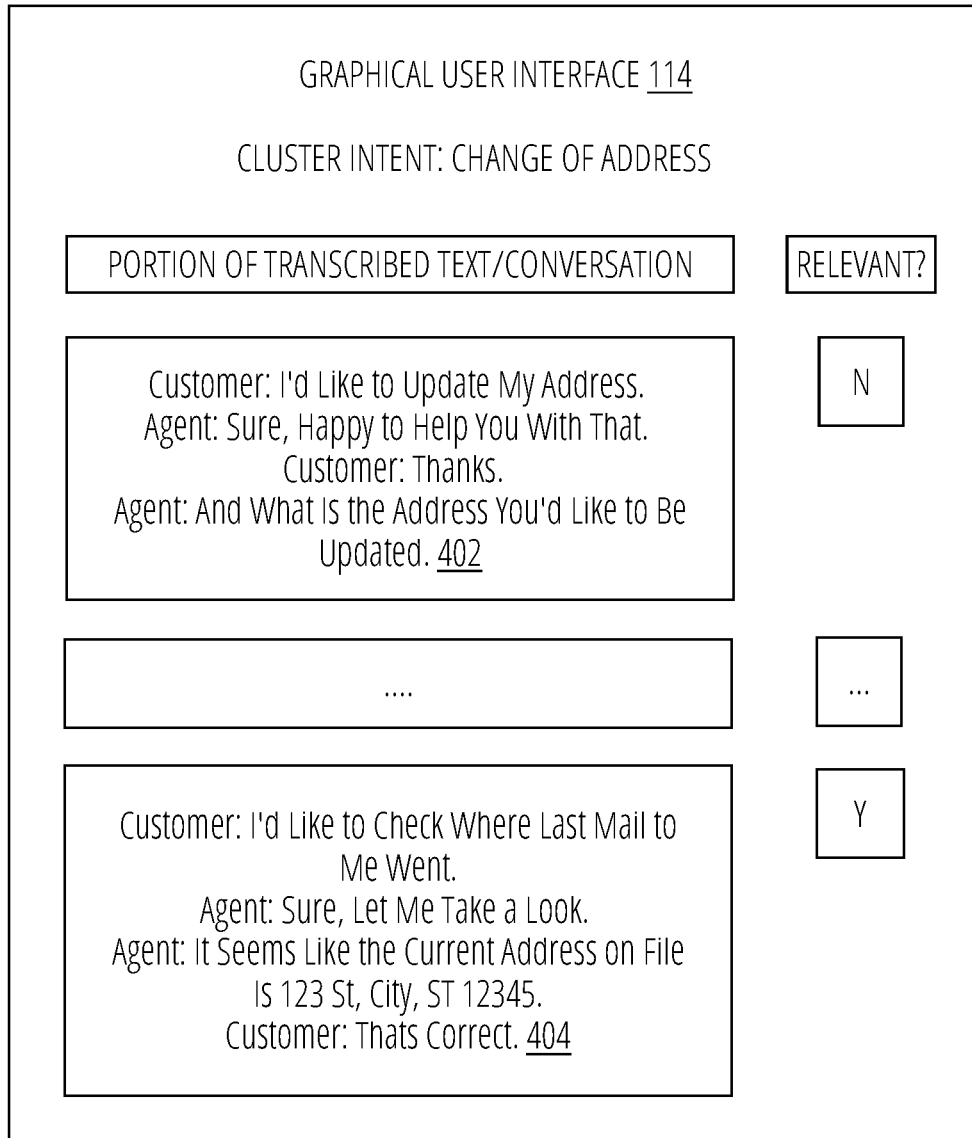 GRAPHICAL USER INTERFACE 114
CLUSTER INTENT: CHANGE OF ADDRESS
PORTION OF TRANSCRIBED TEXT/CONVERSATION
RELEVANT?
Customer: I'd Like to Update My Address.
Agent: Sure, Happy to Help You With That.
Customer: Thanks.
Agent: And What Is the Address You'd Like to Be
Updated. 402
N
....
...
Customer: I'd Like to Check Where Last Mail to
Me Went.
Agent: Sure, Let Me Take a Look.
Agent: It Seems Like the Current Address on File
Is 123 St, City, ST 12345.
Customer: Thats Correct. 404
Y